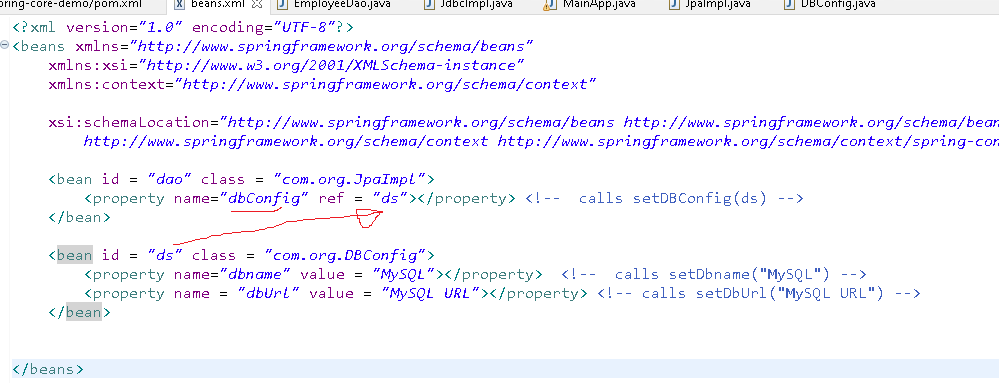 ring-core-demo/pom.xml beans.xml EmployeeDao.java JdbcImpl.java MainApp.java JpaImpl.java DBConfig.java
<?xml version="1.0" encoding="UTF-8"?>
<beans xmlns="http://www.springframework.org/schema/beans"
xmlns:xsi="http://www.w3.org/2001/XMLSchema-instance"
xmlns:context="http://www.springframework.org/schema/context"
xsi:schemaLocation="http://www.springframework.org/schema/beans http://www.springframework.org/schema/bean
http://www.springframework.org/schema/context http://www.springframework.org/schema/context/spring-con
<bean id = "dao" class = "com.org.JpaImpl">
<property name="dbConfig" ref = "ds"></property> <!--  calls setDBConfig(ds) -->
</bean>
<bean id = "ds" class = "com.org.DBConfig">
<property name="dbname" value = "MySQL"></property>  <!--  calls setDbname("MySQL") -->
<property name = "dbUrl" value = "MySQL URL"></property> <!-- calls setDbUrl("MySQL URL") -->
</bean>
</beans>